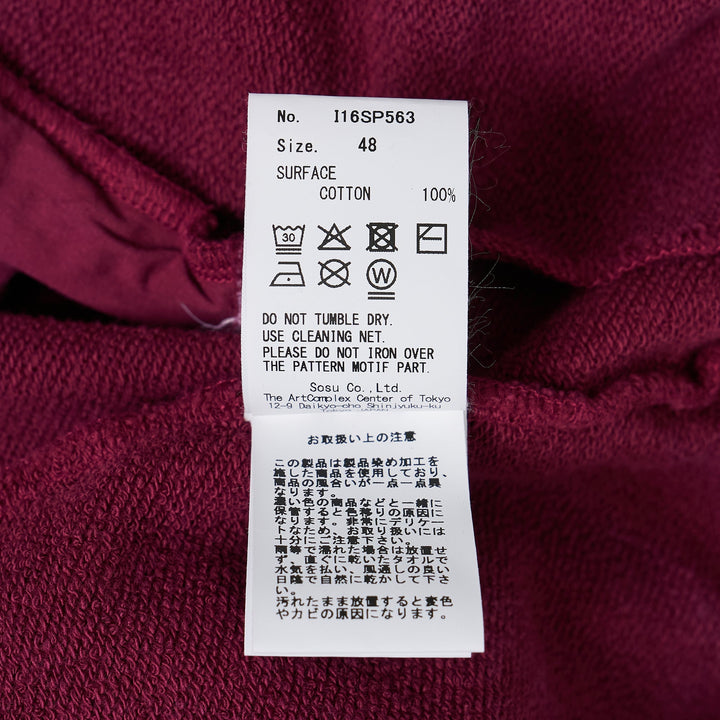 No. I16SP563
Size. 48
SURFACE
COTTON 100%
30
W
DO NOT TUMBLE DRY.
USE CLEANING NET.
PLEASE DO NOT IRON OVER
THE PATTERN MOTIF PART.
Sosu Co.,Ltd.
The ArtComplex Center of Tokyo
12-9 Daikyo-cho Shinjyuku-ku
Tokyo JAPAN
お取扱い上の注意
この製品は製品染め加工を
施した商品を使用しており、
商品の風合いが一点一点異
なります。
濃い色の商品などと一緒に
保管すると色移りの原因に
なります。非常にデリケー
トなため、お取り扱いには
十分にご注意下さい。
雨等で濡れた場合は放置せ
ず、直ぐに乾いたタオルで
水気を払い、風通しの良い
日陰で自然に乾かして下さ
い。
汚れたまま放置すると変色
やカビの原因になります。